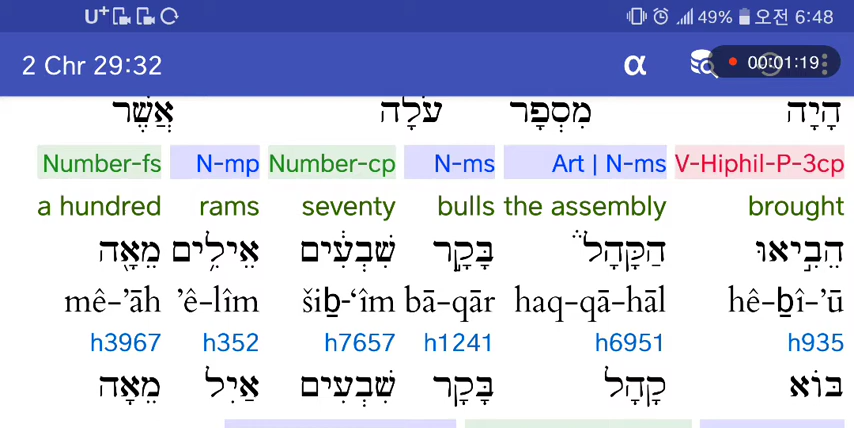 U+ 49% 오전 6:48
2 Chr 29:32 α 00:01:19
הָיָה מִסְפָּר עֹלָה אֲשֶׁר
Number-fs N-mp Number-cp N-ms Art | N-ms V-Hiphil-P-3cp
a hundred rams seventy bulls the assembly brought
הֵבִ֣יאוּ הַקָּהָל֒ בָּקָ֣ר שִׁבְעִ֔ים אֵילִ֥ים מֵאָ֖ה
mê-’āh ’ê-lîm šiḇ-‘îm bā-qār haq-qā-hāl hê-ḇî-’ū
h3967 h352 h7657 h1241 h6951 h935
בּוֹא קָהָל בָּקָר שִׁבְעִים אַיִל מֵאָה